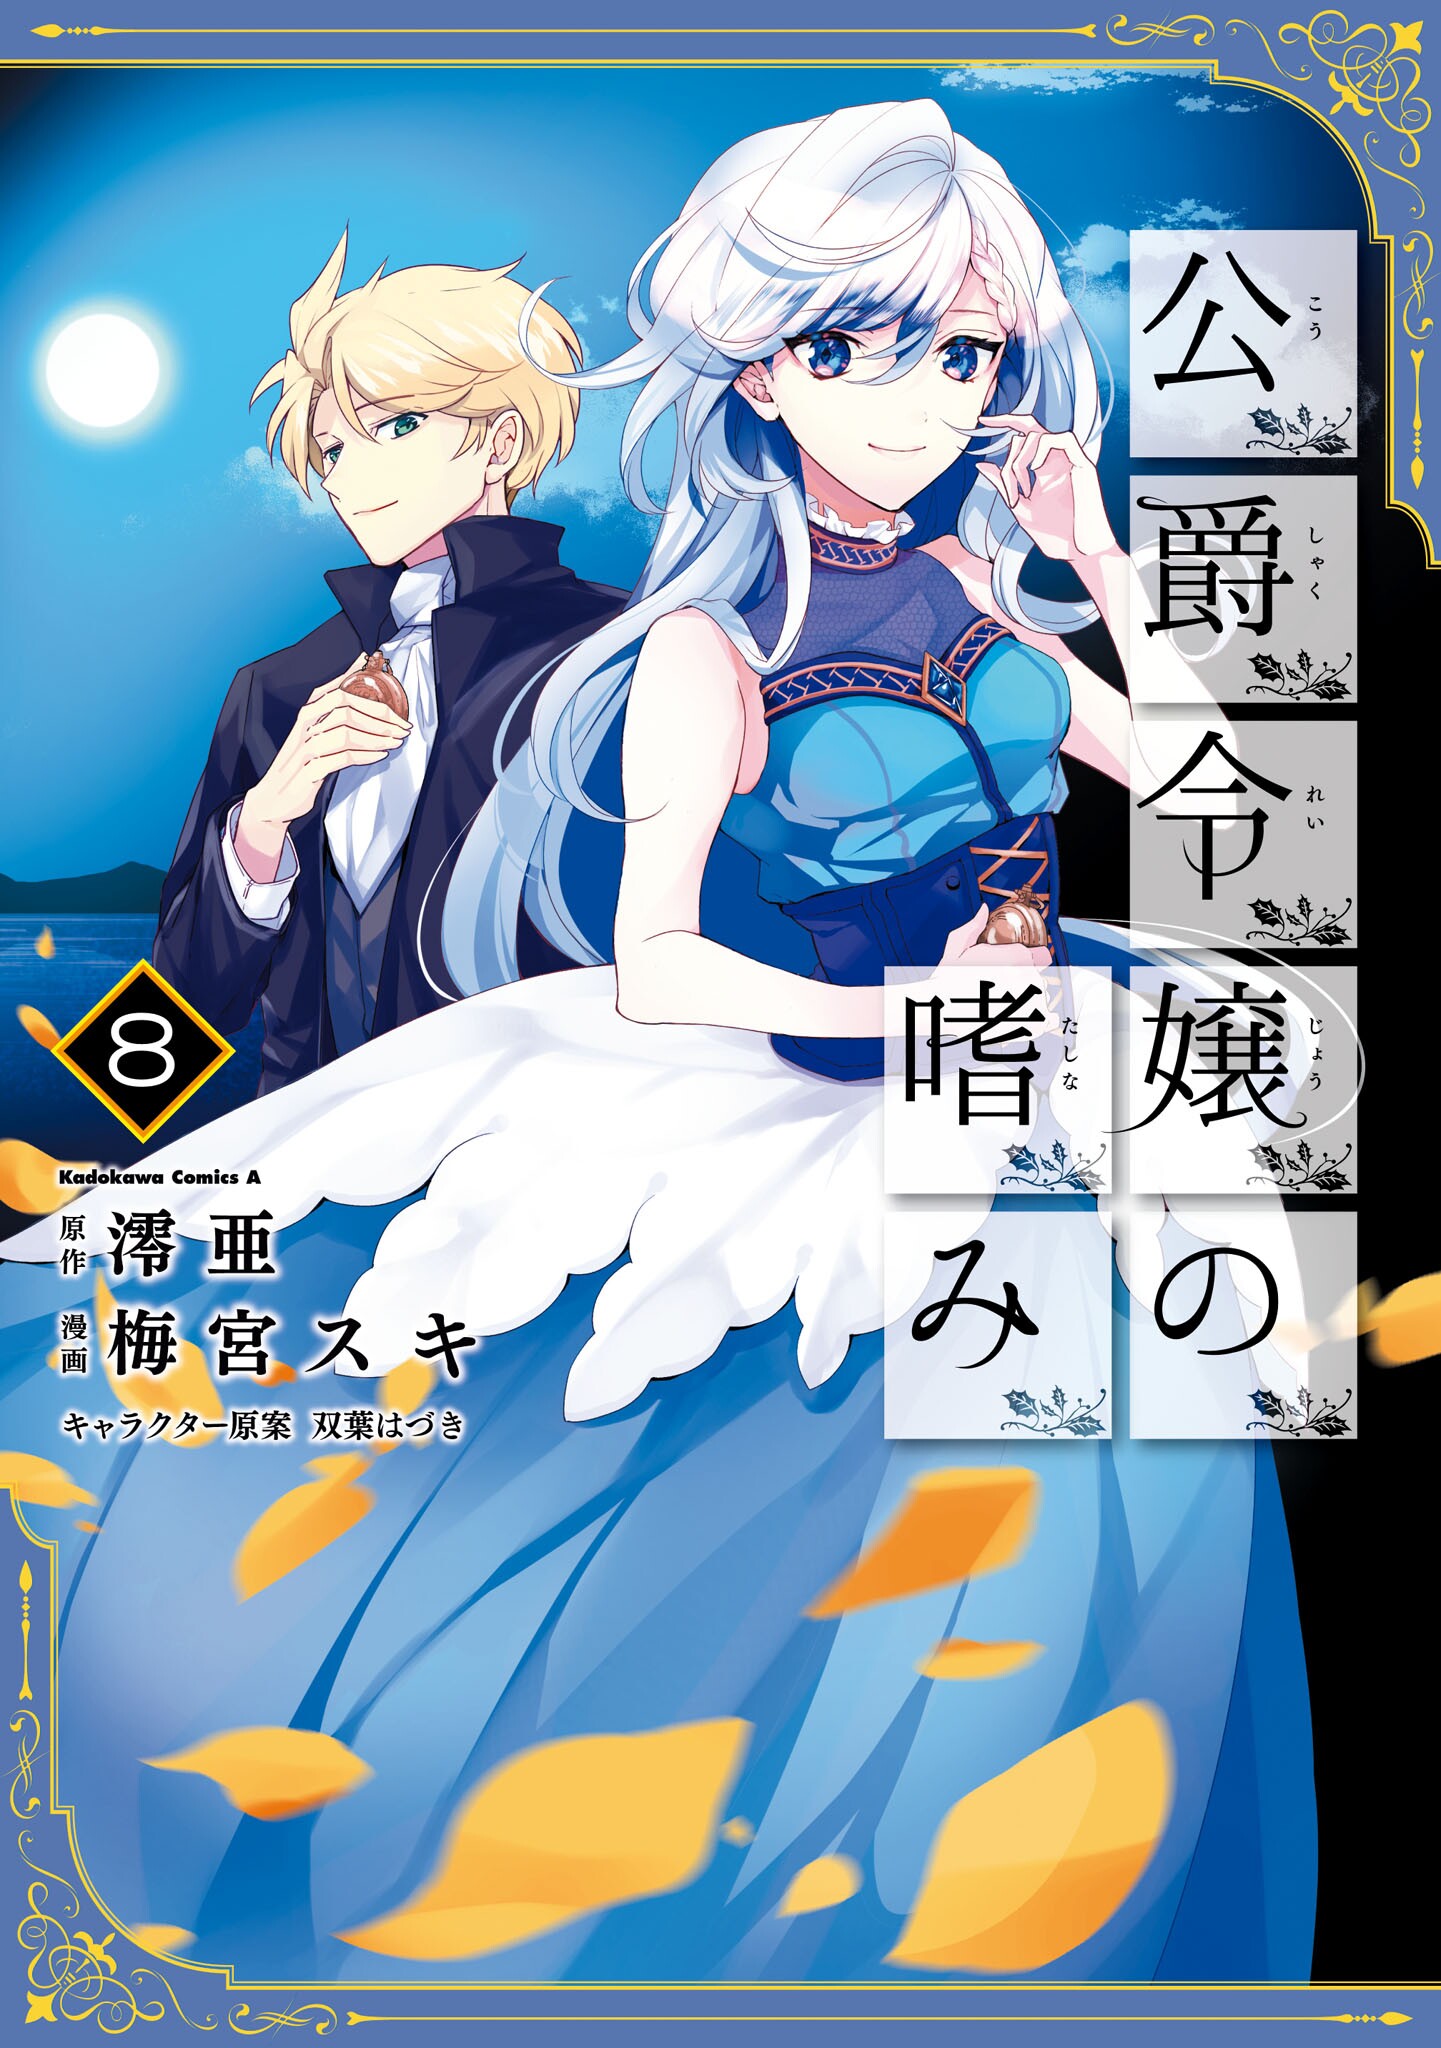 公爵令嬢の
こうしゃくれいじょう
嗜み
たしな
8
Kadokawa Comics A
原作 澪亜
漫画 梅宮スキ
キャラクター原案 双葉はづき